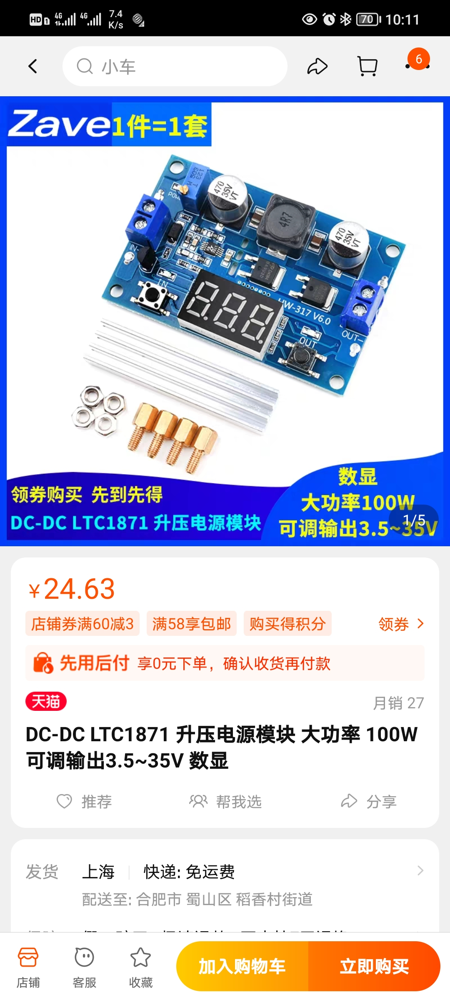 HD 1 4G 4G 7.4 K/s 70 10:11
小车
6
Zave 1件=1套
503
470 35V VT
4R7
470 35V VT
IN-
IN
HW-317 V6.0
OUT
OUT-
领券购买 先到先得
DC-DC LTC1871 升压电源模块
数显
大功率100W
可调输出3.5~35V
1/5
￥24.63
店铺券满60减3 满58享包邮 购买得积分 领券
先用后付 享0元下单，确认收货再付款
天猫 月销 27
DC-DC LTC1871 升压电源模块 大功率 100W
可调输出3.5~35V 数显
推荐 帮我选 分享
发货 上海 快递: 免运费
配送至: 合肥市 蜀山区 稻香村街道
店铺 客服 收藏 加入购物车 立即购买